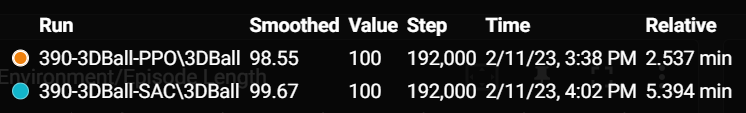 Run Smoothed Value Step Time Relative
390-3DBall-PPO\3DBall 98.55 100 192,000 2/11/23, 3:38 PM 2.537 min
Environment/Episode Length
390-3DBall-SAC\3DBall 99.67 100 192,000 2/11/23, 4:02 PM 5.394 min